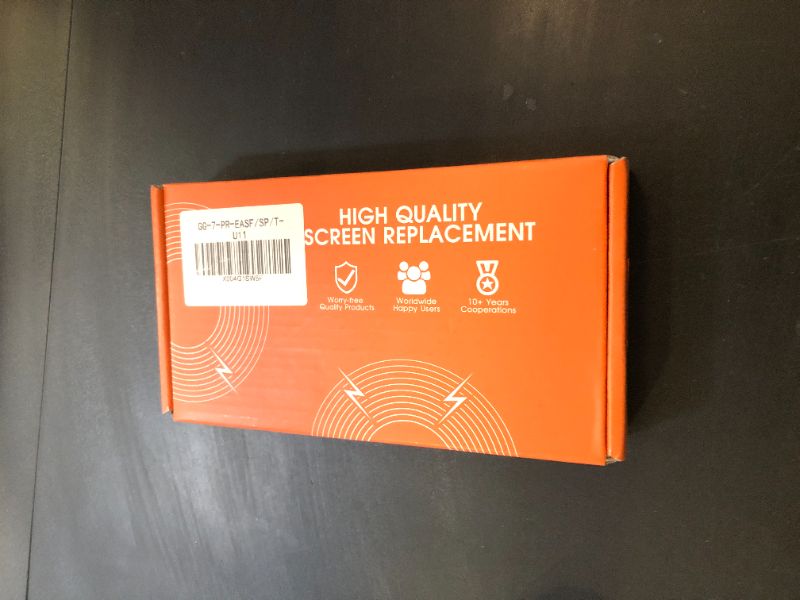 GG-7-PR-EASF/SP/T-
U11
HIGH QUALITY
SCREEN REPLACEMENT
Worry-free
Quality Products
Worldwide
Happy Users
10+ Years
Cooperations